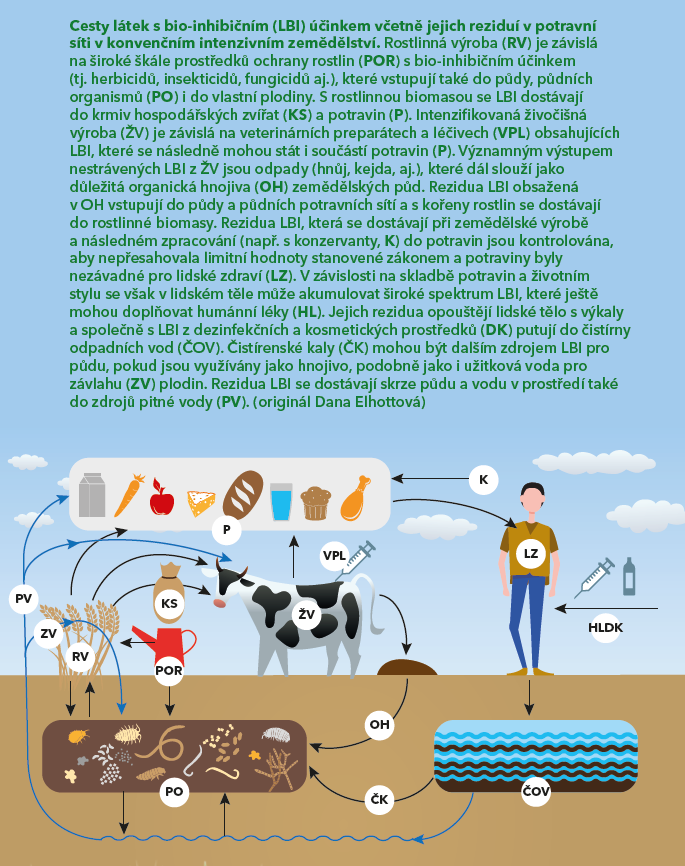 Cesty látek s bio-inhibičním (LBI) účinkem včetně jejich reziduí v potravní
síti v konvenčním intenzivním zemědělství. Rostlinná výroba (RV) je závislá
na široké škále prostředků ochrany rostlin (POR) s bio-inhibičním účinkem
(tj. herbicidů, insekticidů, fungicidů aj.), které vstupují také do půdy, půdních
organismů (PO) i do vlastní plodiny. S rostlinnou biomasou se LBI dostávají
do krmiv hospodářských zvířat (KS) a potravin (P). Intenzifikovaná živočišná
výroba (ŽV) je závislá na veterinárních preparátech a léčivech (VPL) obsahujících
LBI, které se následně mohou stát i součástí potravin (P). Významným výstupem
nestrávených LBI z ŽV jsou odpady (hnůj, kejda, aj.), které dál slouží jako
důležitá organická hnojiva (OH) zemědělských půd. Rezidua LBI obsažená
v OH vstupují do půdy a půdních potravních sítí a s kořeny rostlin se dostávají
do rostlinné biomasy. Rezidua LBI, která se dostávají při zemědělské výrobě
a následném zpracování (např. s konzervanty, K) do potravin jsou kontrolována,
aby nepřesahovala limitní hodnoty stanovené zákonem a potraviny byly
nezávadné pro lidské zdraví (LZ). V závislosti na skladbě potravin a životním
stylu se však v lidském těle může akumulovat široké spektrum LBI, které ještě
mohou doplňovat humánní léky (HL). Jejich rezidua opouštějí lidské tělo s výkaly
a společně s LBI z dezinfekčních a kosmetických prostředků (DK) putují do čistírny
odpadních vod (ČOV). Čistírenské kaly (ČK) mohou být dalším zdrojem LBI pro
půdu, pokud jsou využívány jako hnojivo, podobně jako i užitková voda pro
závlahu (ZV) plodin. Rezidua LBI se dostávají skrze půdu a vodu v prostředí také
do zdrojů pitné vody (PV). (originál Dana Elhottová)
K
P
VPL
LZ
PV
KS
ŽV
HLDK
ZV
RV
POR
OH
PO
ČK
ČOV